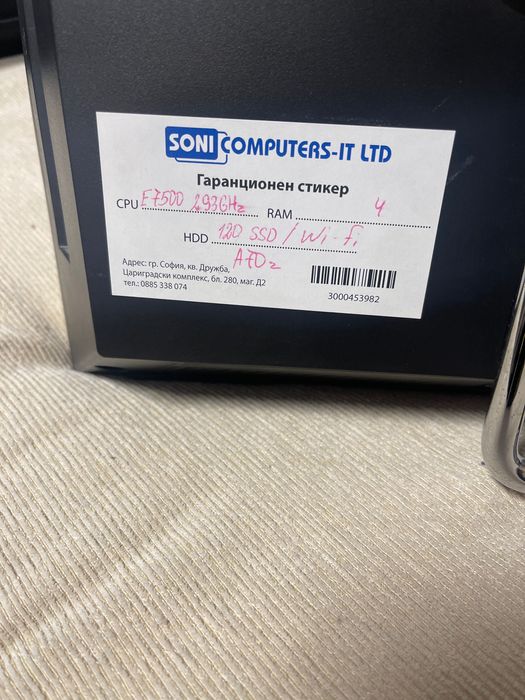 SONI COMPUTERS-IT LTD
Гаранционен стикер
CPU E7500 2.93GHz RAM 4
HDD 120 SSD / Wi-Fi
Адрес: гр. София, кв. Дружба,
Цариградски комплекс, бл. 280, маг. Д2
тел.: 0885 338 074
3000453982